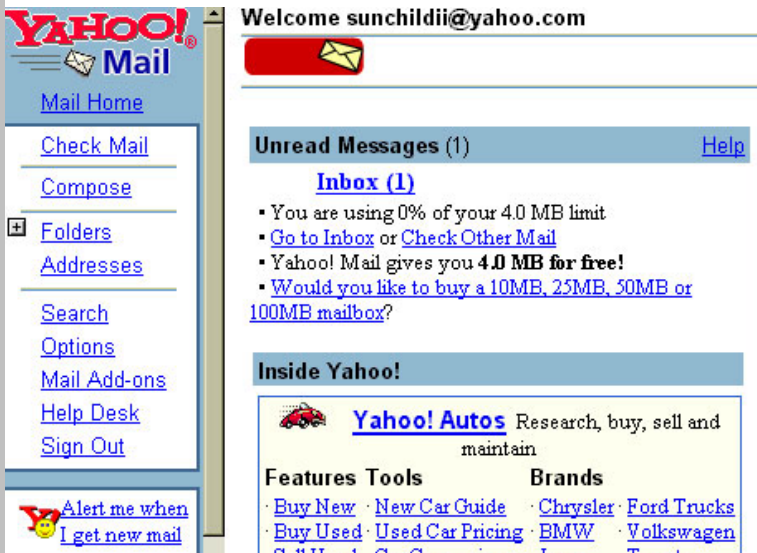 YAHOO!®
Mail
Mail Home
Check Mail
Compose
Folders
Addresses
Search
Options
Mail Add-ons
Help Desk
Sign Out
Alert me when
I get new mail
Welcome sunchildii@yahoo.com
Unread Messages (1) Help
Inbox (1)
▪ You are using 0% of your 4.0 MB limit
▪ Go to Inbox or Check Other Mail
▪ Yahoo! Mail gives you 4.0 MB for free!
▪ Would you like to buy a 10MB, 25MB, 50MB or
100MB mailbox?
Inside Yahoo!
Yahoo! Autos Research, buy, sell and
maintain
Features Tools Brands
· Buy New · New Car Guide · Chrysler · Ford Trucks
· Buy Used · Used Car Pricing · BMW · Volkswagen